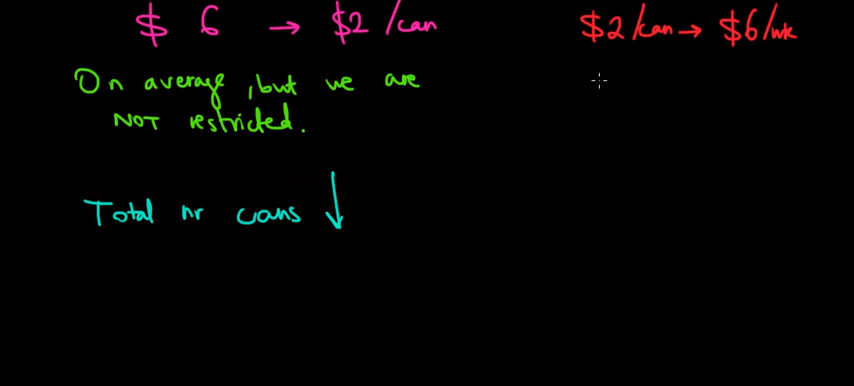 $ 6 → $2 /can
$2/can → $6/wk
On average, but we are
NOT restricted.
Total nr cans ↓